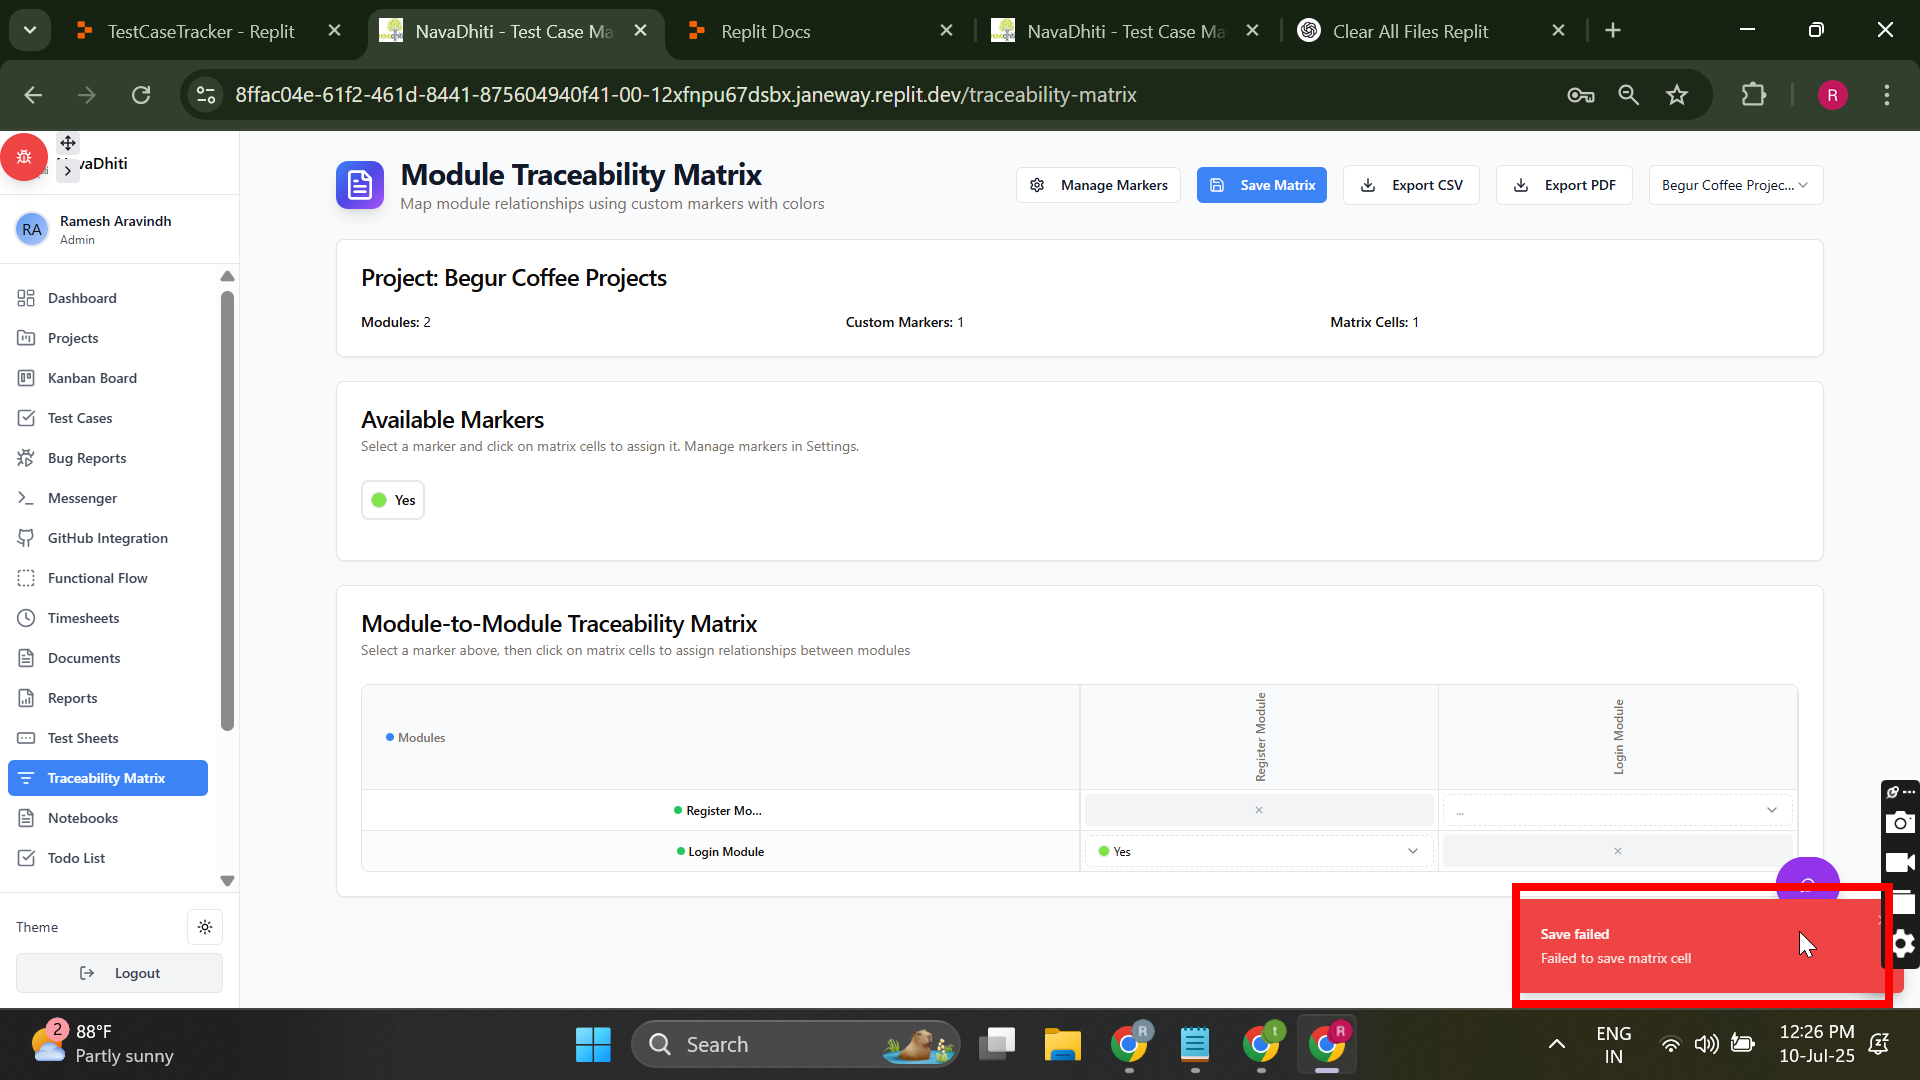 TestCaseTracker - Replit
NavaDhiti - Test Case Ma
Replit Docs
NavaDhiti - Test Case Ma
Clear All Files Replit
8ffac04e-61f2-461d-8441-875604940f41-00-12xfnpu67dsbx.janeway.replit.dev/traceability-matrix
R
vaDhiti
RA
Ramesh Aravindh
Admin
Dashboard
Projects
Kanban Board
Test Cases
Bug Reports
Messenger
GitHub Integration
Functional Flow
Timesheets
Documents
Reports
Test Sheets
Traceability Matrix
Notebooks
Todo List
Theme
Logout
Module Traceability Matrix
Map module relationships using custom markers with colors
Manage Markers
Save Matrix
Export CSV
Export PDF
Begur Coffee Projec...
Project: Begur Coffee Projects
Modules: 2
Custom Markers: 1
Matrix Cells: 1
Available Markers
Select a marker and click on matrix cells to assign it. Manage markers in Settings.
Yes
Module-to-Module Traceability Matrix
Select a marker above, then click on matrix cells to assign relationships between modules
Modules
Register Module
Login Module
Register Mo...
×
...
Login Module
Yes
×
Save failed
Failed to save matrix cell
2
88°F
Partly sunny
Search
R
t
R
ENG
IN
12:26 PM
10-Jul-25